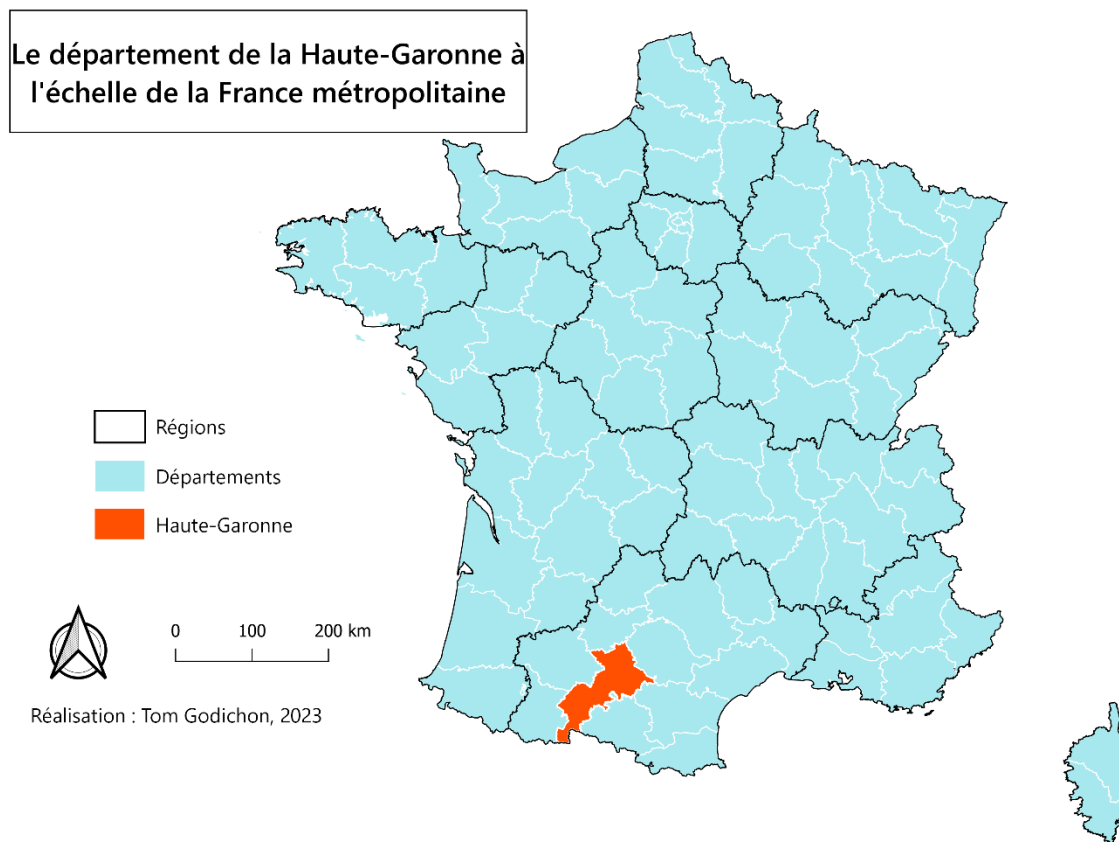 Le département de la Haute-Garonne à
l'échelle de la France métropolitaine
Régions
Départements
Haute-Garonne
0 100 200 km
Réalisation : Tom Godichon, 2023